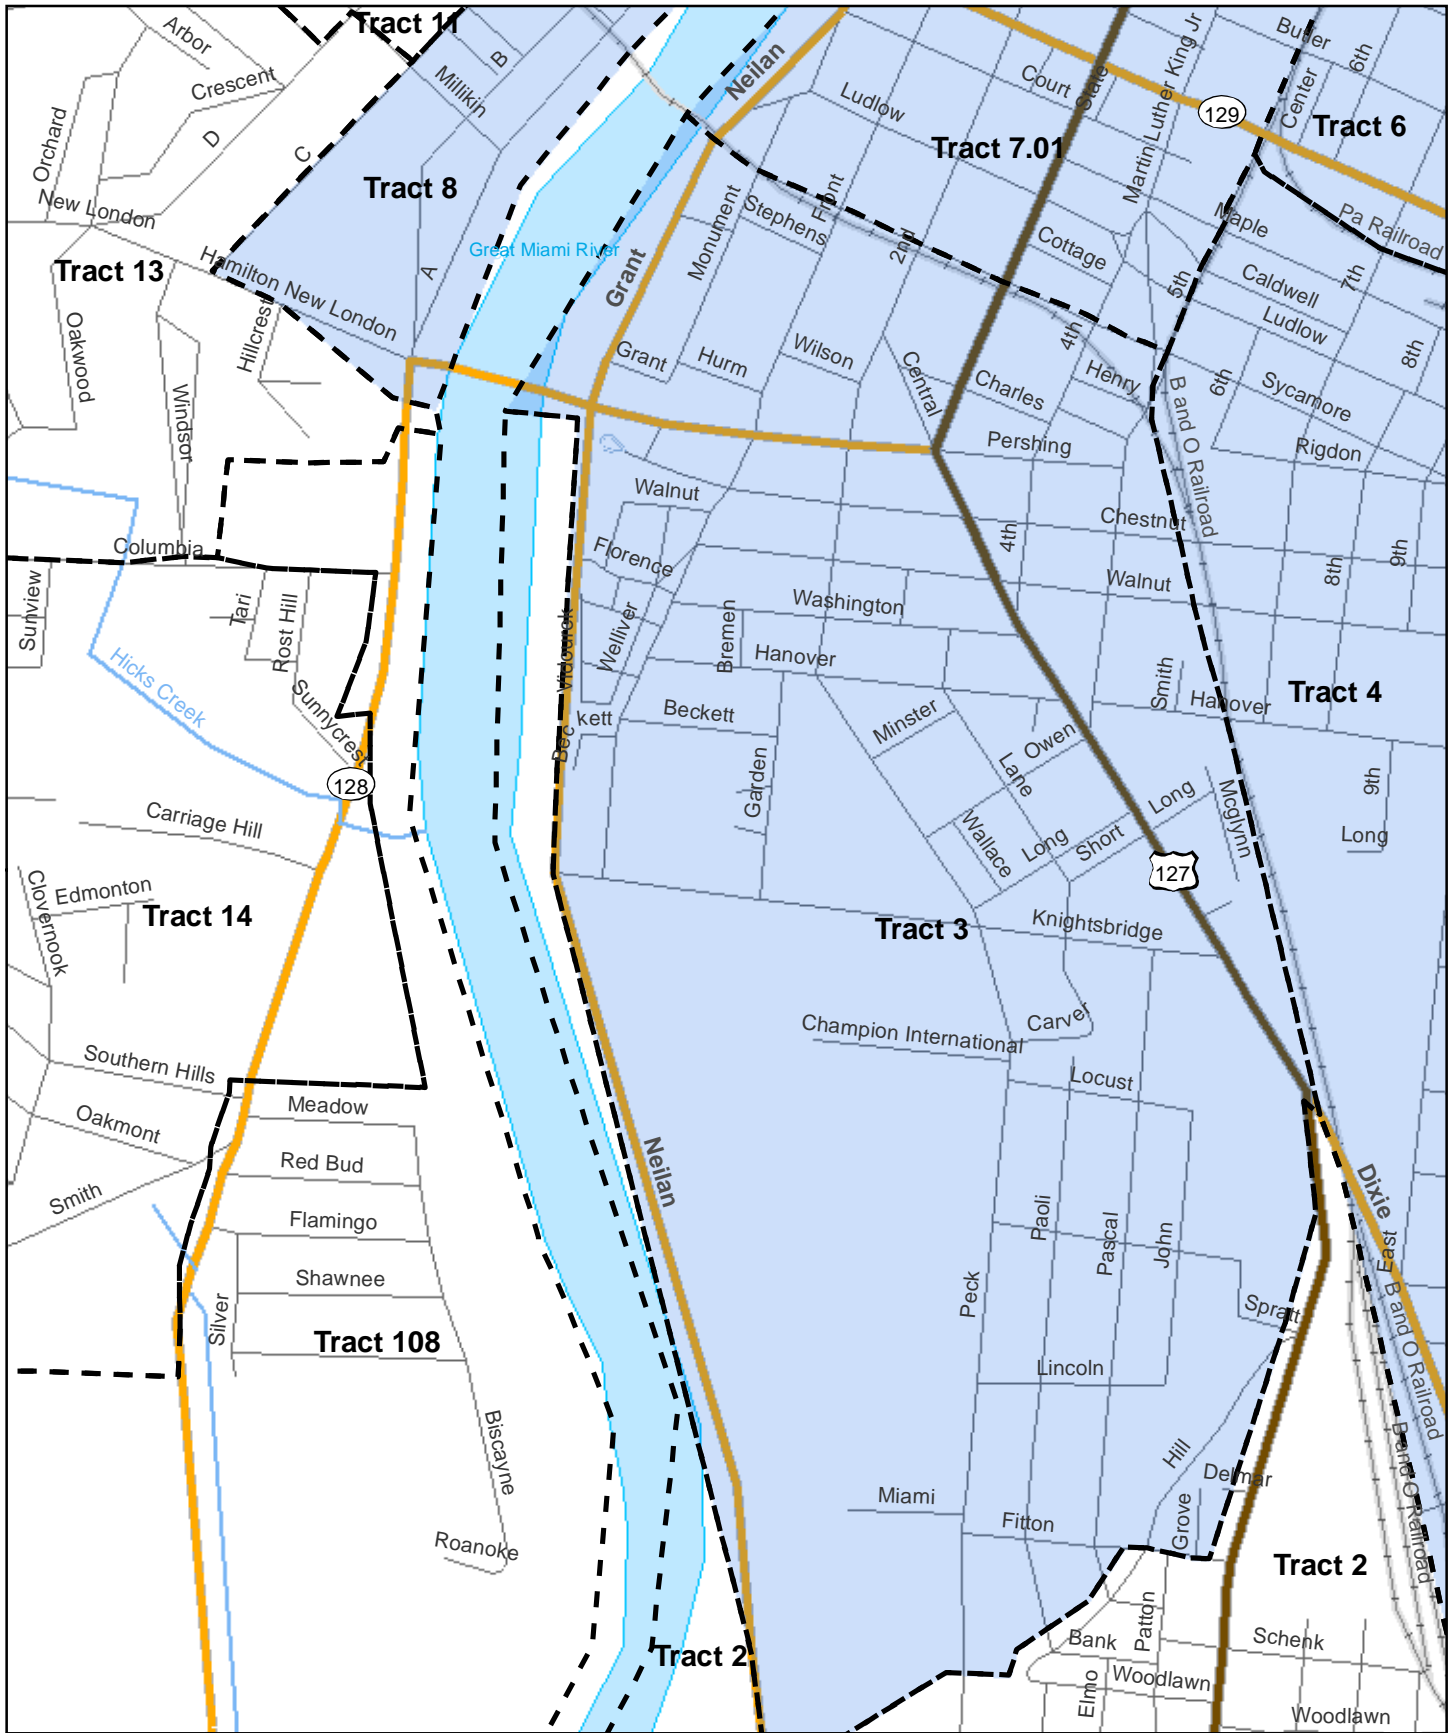 Tract 11
Arbor
Crescent
B
Millikin
D
C
Orchard
New London
Tract 8
A
Hamilton New London
Great Miami River
Neilan
Grant
Ludlow
Court
State
Martin Luther King Jr
Butler
6th
Center
129
Tract 6
Tract 7.01
Monument
Stephens
Front
2nd
Cottage
Maple
Pa Railroad
Tract 13
Oakwood
Windsor
Hillcrest
5th
Caldwell
7th
Ludlow
8th
Grant
Hurm
Wilson
Central
4th
Charles
Henry
6th
Sycamore
Pershing
B and O Railroad
Rigdon
Walnut
Chestnut
4th
Columbia
Florence
Walnut
8th
9th
Sunview
Tari
Rost Hill
Washington
Welliver
Bremen
Hanover
Vidourek
Smith
Hanover
Tract 4
Hicks Creek
Sunnycrest
Beckett
Beckett
Minster
Owen
Lane
Garden
128
Long
Mcglynn
9th
Long
Carriage Hill
Wallace
Long
Short
127
Clovernook
Edmonton
Tract 14
Tract 3
Knightsbridge
Champion International
Carver
Southern Hills
Locust
Meadow
Oakmont
Red Bud
Smith
Neilan
Dixie
Flamingo
Paoli
Pascal
John
East
Shawnee
Silver
Peck
Spratt
B and O Railroad
Tract 108
Lincoln
Biscayne
Hill
Delmar
B and O Railroad
Miami
Fitton
Grove
Roanoke
Tract 2
Patton
Tract 2
Bank
Schenk
Elmo
Woodlawn
Woodlawn